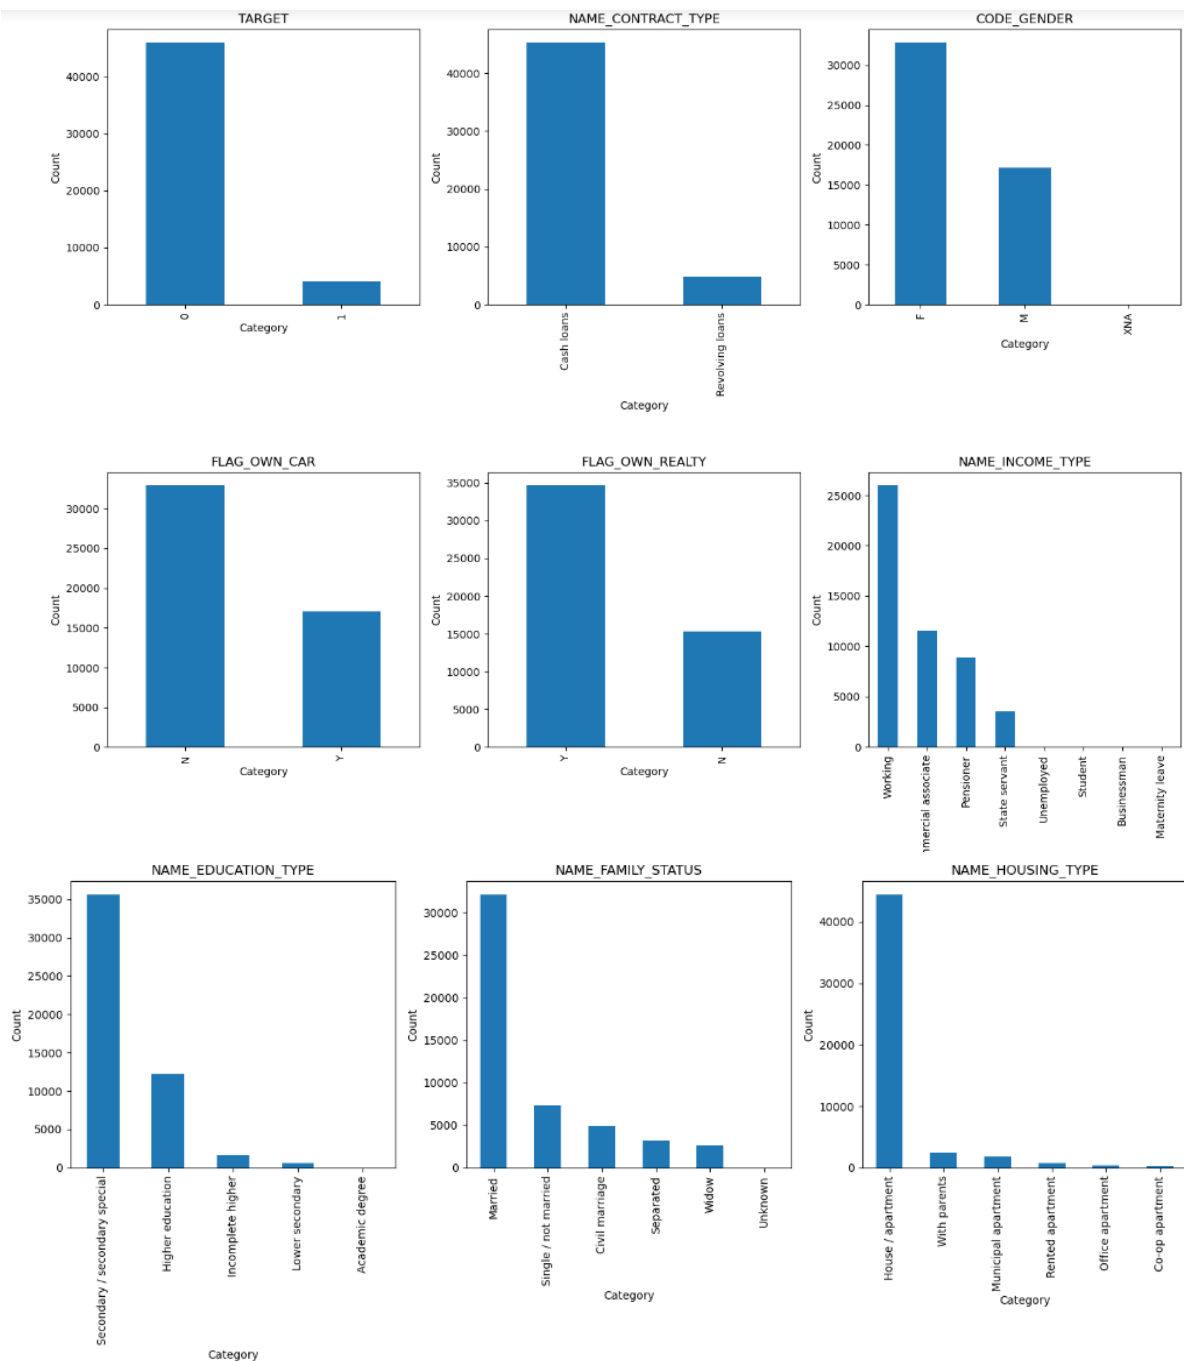 TARGET
40000
30000
20000
10000
0
Count
0
1
Category
NAME_CONTRACT_TYPE
40000
30000
20000
10000
0
Count
Cash loans
Revolving loans
Category
CODE_GENDER
30000
25000
20000
15000
10000
5000
0
Count
F
M
XNA
Category
FLAG_OWN_CAR
30000
25000
20000
15000
10000
5000
0
Count
N
Y
Category
FLAG_OWN_REALTY
35000
30000
25000
20000
15000
10000
5000
0
Count
Y
N
Category
NAME_INCOME_TYPE
25000
20000
15000
10000
5000
0
Count
Working
mmercial associate
Pensioner
State servant
Unemployed
Student
Businessman
Maternity leave
NAME_EDUCATION_TYPE
35000
30000
25000
20000
15000
10000
5000
0
Count
Secondary / secondary special
Higher education
Incomplete higher
Lower secondary
Academic degree
Category
NAME_FAMILY_STATUS
30000
25000
20000
15000
10000
5000
0
Count
Married
Single / not married
Civil marriage
Separated
Widow
Unknown
Category
NAME_HOUSING_TYPE
40000
30000
20000
10000
0
Count
House / apartment
With parents
Municipal apartment
Rented apartment
Office apartment
Co-op apartment
Category